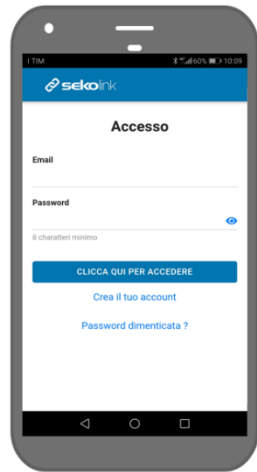 I TIM 60% 10:09
sekolink
Accesso
Email
Password
8 charatteri minimo
CLICCA QUI PER ACCEDERE
Crea il tuo account
Password dimenticata ?